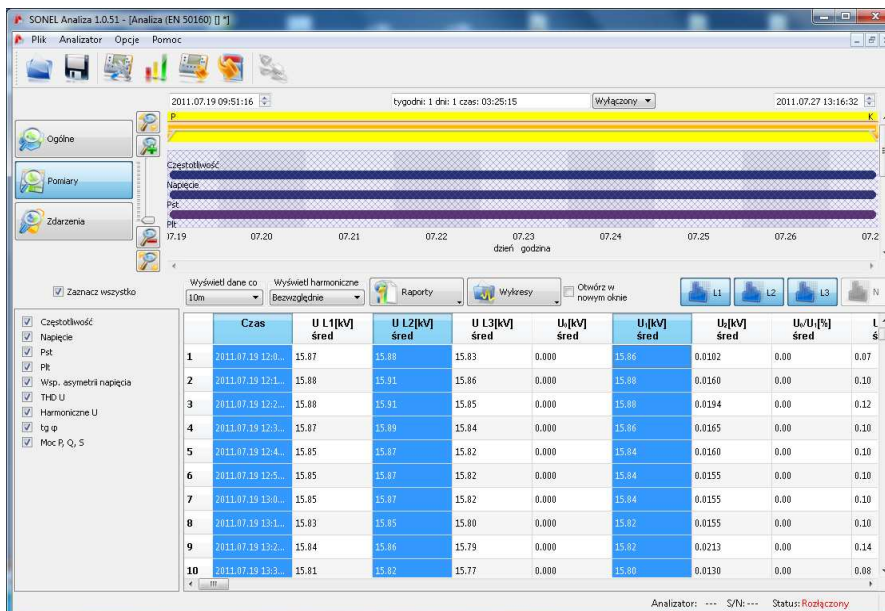 SONEL Analiza 1.0.51 - [Analiza (EN 50160) [] *]
Plik Analizator Opcje Pomoc
2011.07.19 09:51:16 tygodni: 1 dni: 1 czas: 03:25:15 Wyłączony 2011.07.27 13:16:32
P K
Ogólne
Pomiary
Zdarzenia
Częstotliwość
Napięcie
Pst
Plt
07.19 07.20 07.21 07.22 07.23 07.24 07.25 07.26 07.2
dzień godzina
Zaznacz wszystko
Wyświetl dane co Wyświetl harmoniczne
10m Bezwzględnie Raporty Wykresy Otwórz w nowym oknie L1 L2 L3 N
Częstotliwość
Napięcie
Pst
Plt
Wsp. asymetrii napięcia
THD U
Harmoniczne U
tg φ
Moc P, Q, S
Czas U L1[kV] śred U L2[kV] śred U L3[kV] śred U₀[kV] śred U₁[kV] śred U₂[kV] śred U₀/U₁[%] śred
1 2011.07.19 12:0... 15.87 15.88 15.83 0.000 15.86 0.0102 0.00 0.07
2 2011.07.19 12:1... 15.88 15.91 15.86 0.000 15.88 0.0160 0.00 0.10
3 2011.07.19 12:2... 15.88 15.91 15.85 0.000 15.88 0.0194 0.00 0.12
4 2011.07.19 12:3... 15.87 15.89 15.84 0.000 15.86 0.0165 0.00 0.10
5 2011.07.19 12:4... 15.85 15.87 15.82 0.000 15.84 0.0160 0.00 0.10
6 2011.07.19 12:5... 15.85 15.87 15.82 0.000 15.84 0.0155 0.00 0.10
7 2011.07.19 13:0... 15.85 15.87 15.82 0.000 15.84 0.0155 0.00 0.10
8 2011.07.19 13:1... 15.83 15.85 15.80 0.000 15.82 0.0155 0.00 0.10
9 2011.07.19 13:2... 15.84 15.86 15.79 0.000 15.82 0.0213 0.00 0.14
10 2011.07.19 13:3... 15.81 15.82 15.77 0.000 15.80 0.0130 0.00 0.08
Analizator: --- S/N: --- Status: Rozłączony